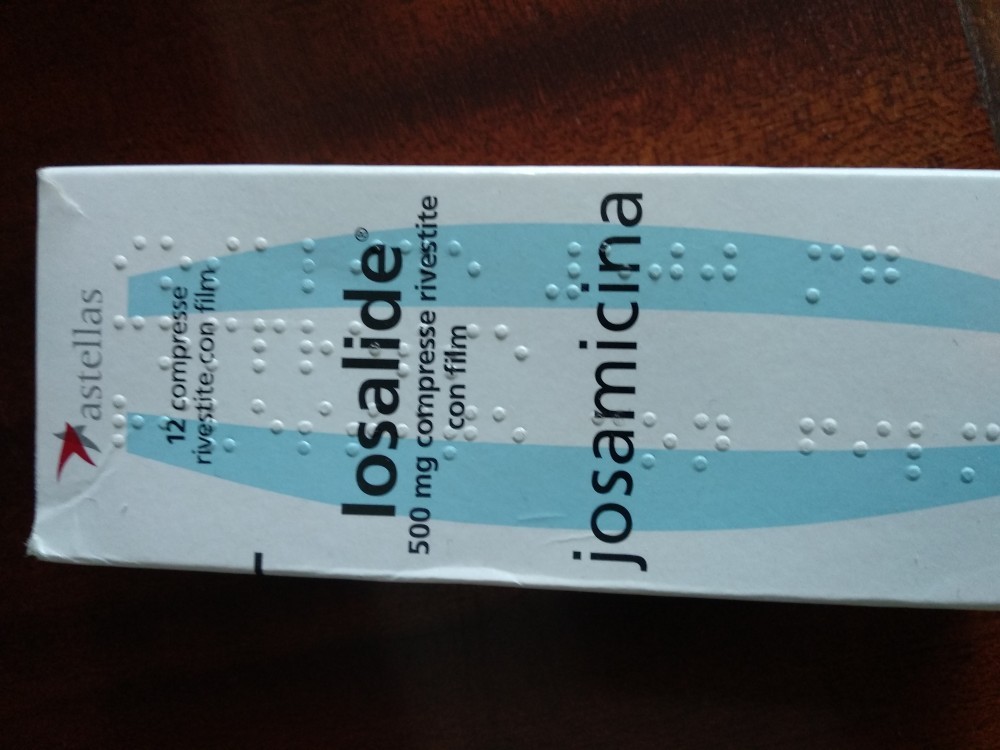 astellas
12 compresse
rivestite con film
Iosalide®
500 mg compresse rivestite
con film
josamicina